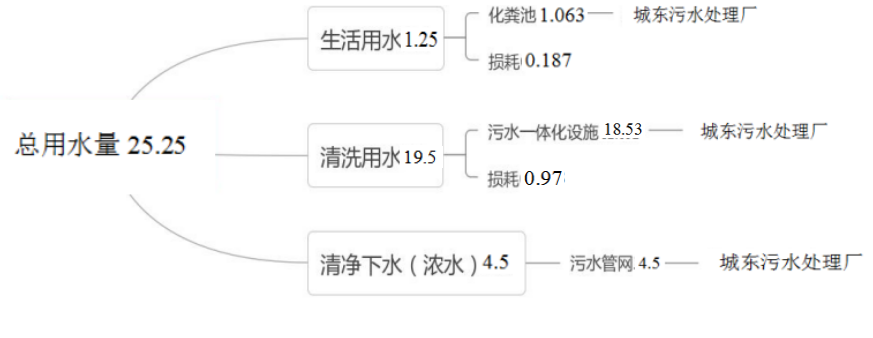 化粪池1.063
城东污水处理厂
生活用水1.25
损耗0.187
总用水量 25.25
污水一体化设施 18.53
城东污水处理厂
清洗用水19.5
损耗0.97
清净下水（浓水）4.5
污水管网 4.5
城东污水处理厂